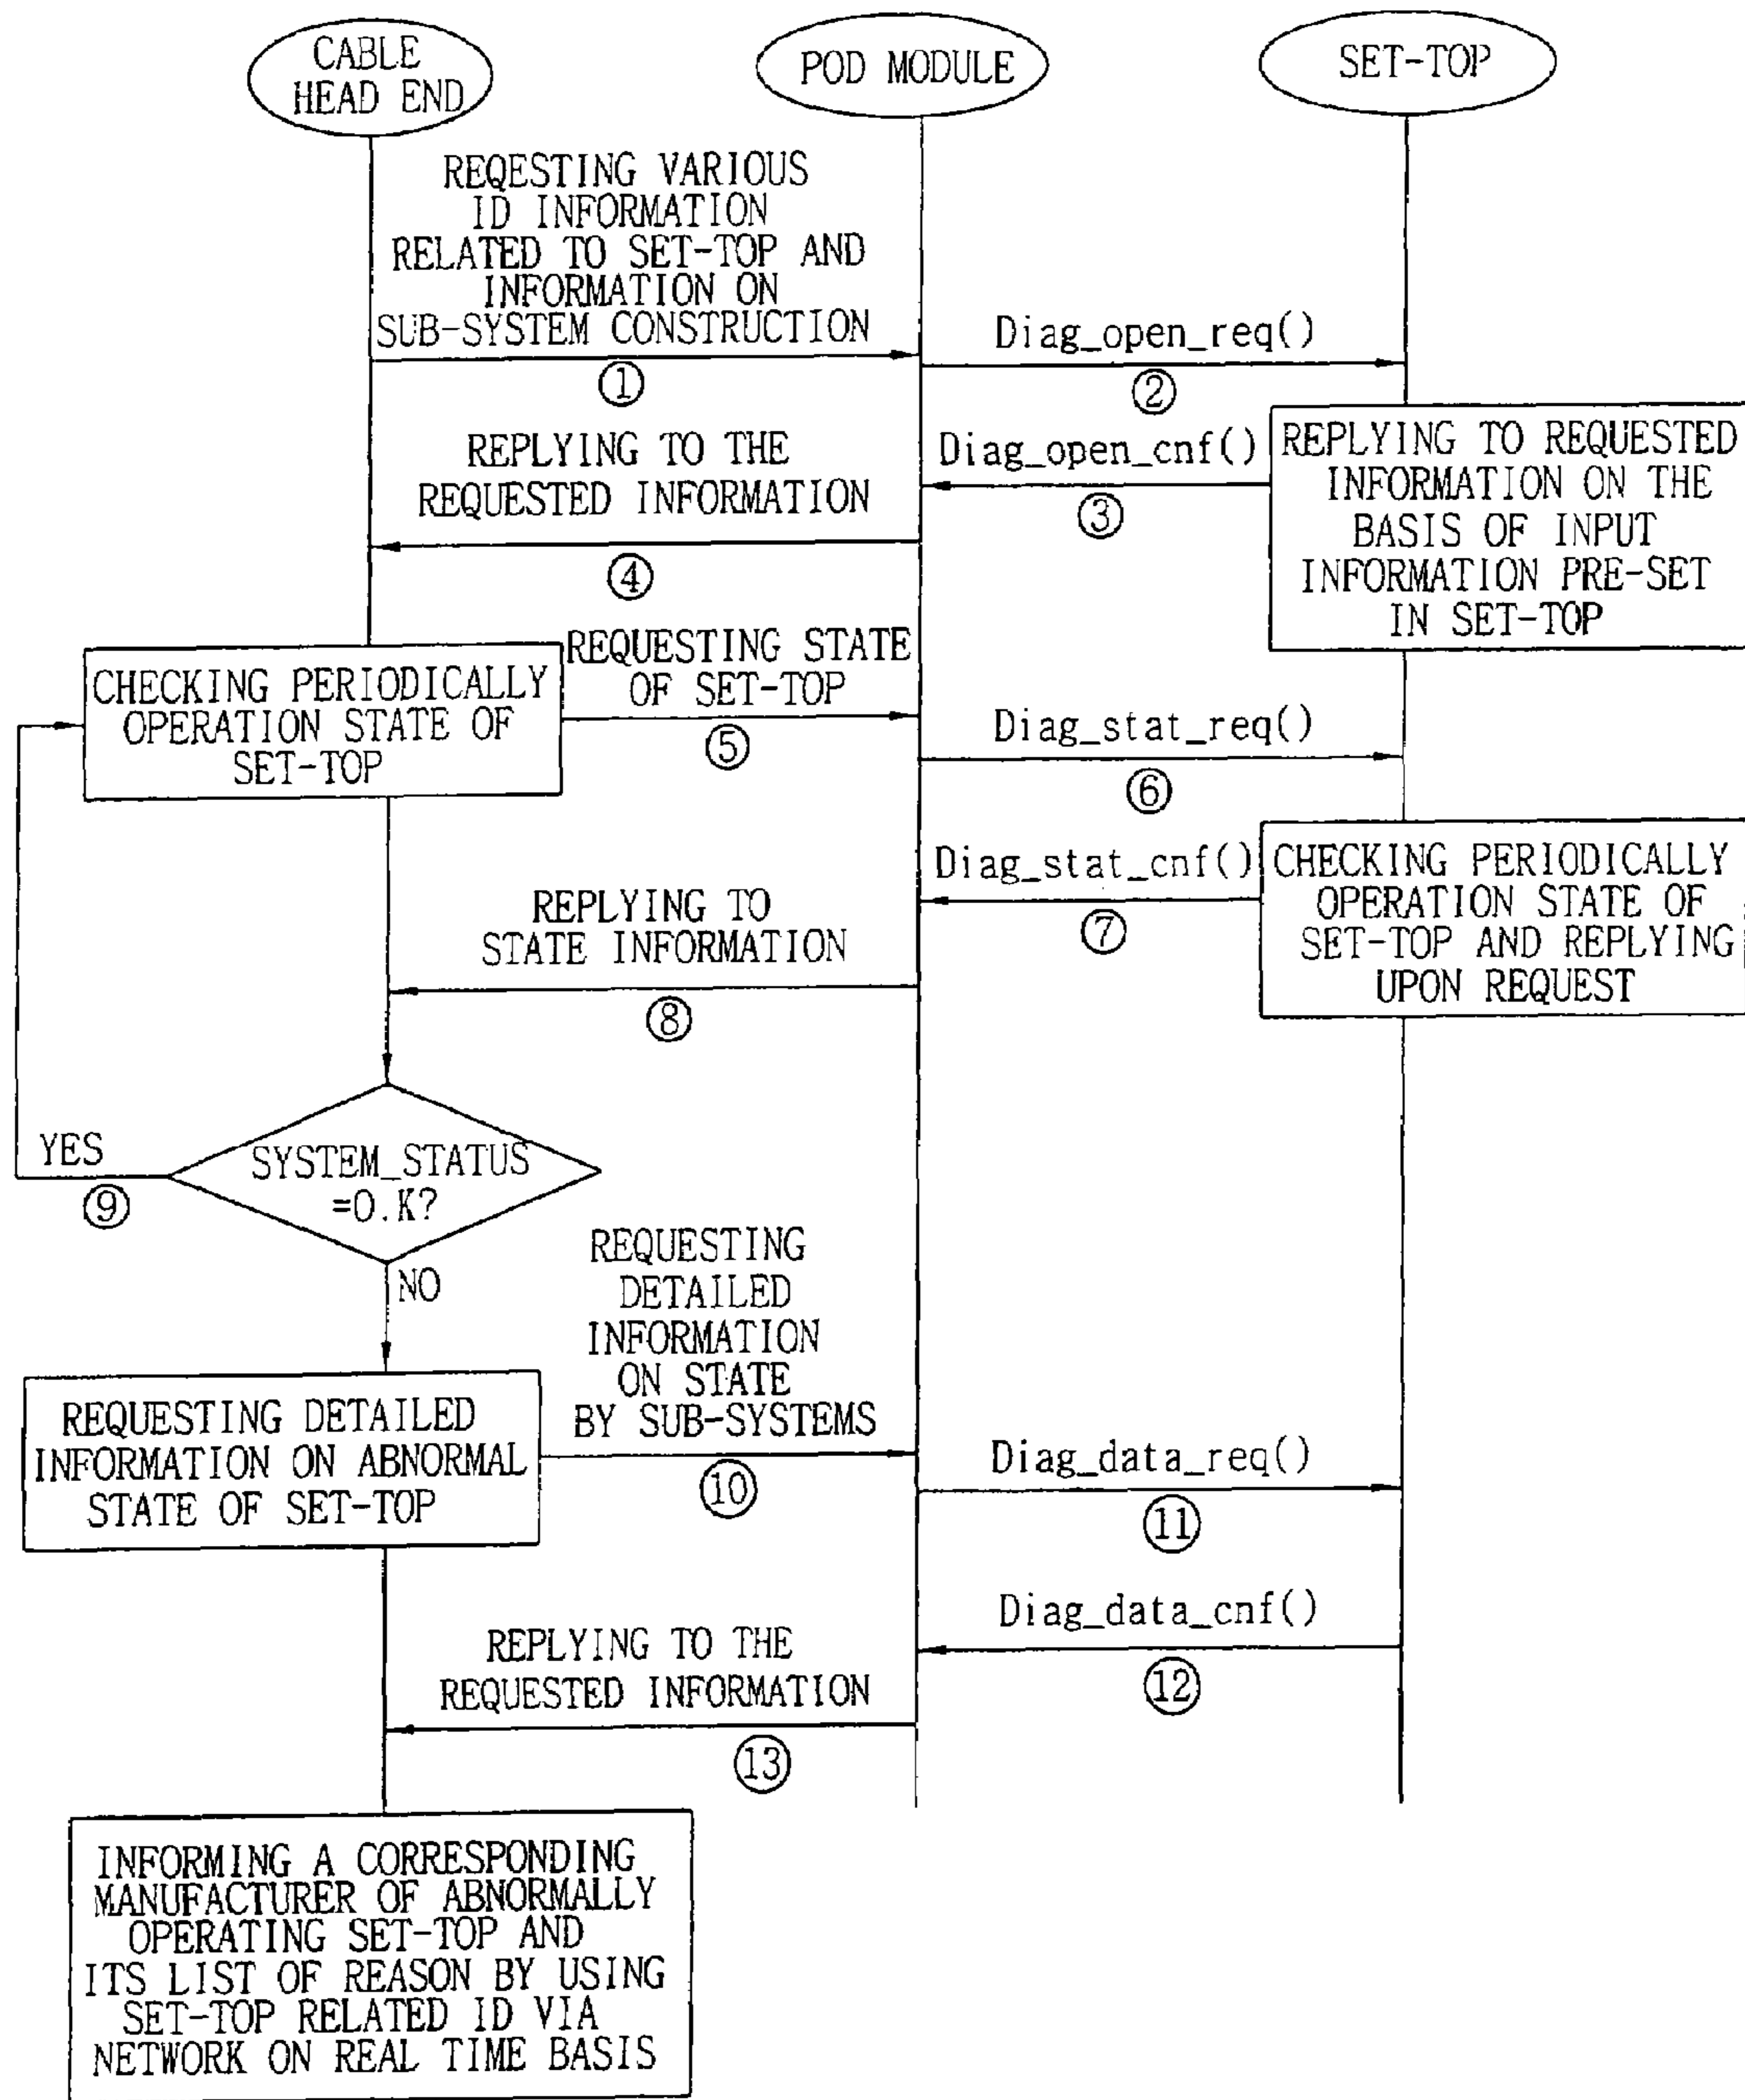 CABLE
HEAD END
POD MODULE
SET-TOP
REQESTING VARIOUS
ID INFORMATION
RELATED TO SET-TOP AND
INFORMATION ON
SUB-SYSTEM CONSTRUCTION
①
Diag_open_req()
②
REPLYING TO THE
REQUESTED INFORMATION
④
Diag_open_cnf()
③
REPLYING TO REQUESTED
INFORMATION ON THE
BASIS OF INPUT
INFORMATION PRE-SET
IN SET-TOP
CHECKING PERIODICALLY
OPERATION STATE OF
SET-TOP
REQUESTING STATE
OF SET-TOP
⑤
Diag_stat_req()
⑥
Diag_stat_cnf()
⑦
CHECKING PERIODICALLY
OPERATION STATE OF
SET-TOP AND REPLYING
UPON REQUEST
REPLYING TO
STATE INFORMATION
⑧
YES
⑨
SYSTEM_STATUS
=O.K?
NO
REQUESTING
DETAILED
INFORMATION
ON STATE
BY SUB-SYSTEMS
⑩
REQUESTING DETAILED
INFORMATION ON ABNORMAL
STATE OF SET-TOP
Diag_data_req()
⑪
Diag_data_cnf()
⑫
REPLYING TO THE
REQUESTED INFORMATION
⑬
INFORMING A CORRESPONDING
MANUFACTURER OF ABNORMALLY
OPERATING SET-TOP AND
ITS LIST OF REASON BY USING
SET-TOP RELATED ID VIA
NETWORK ON REAL TIME BASIS